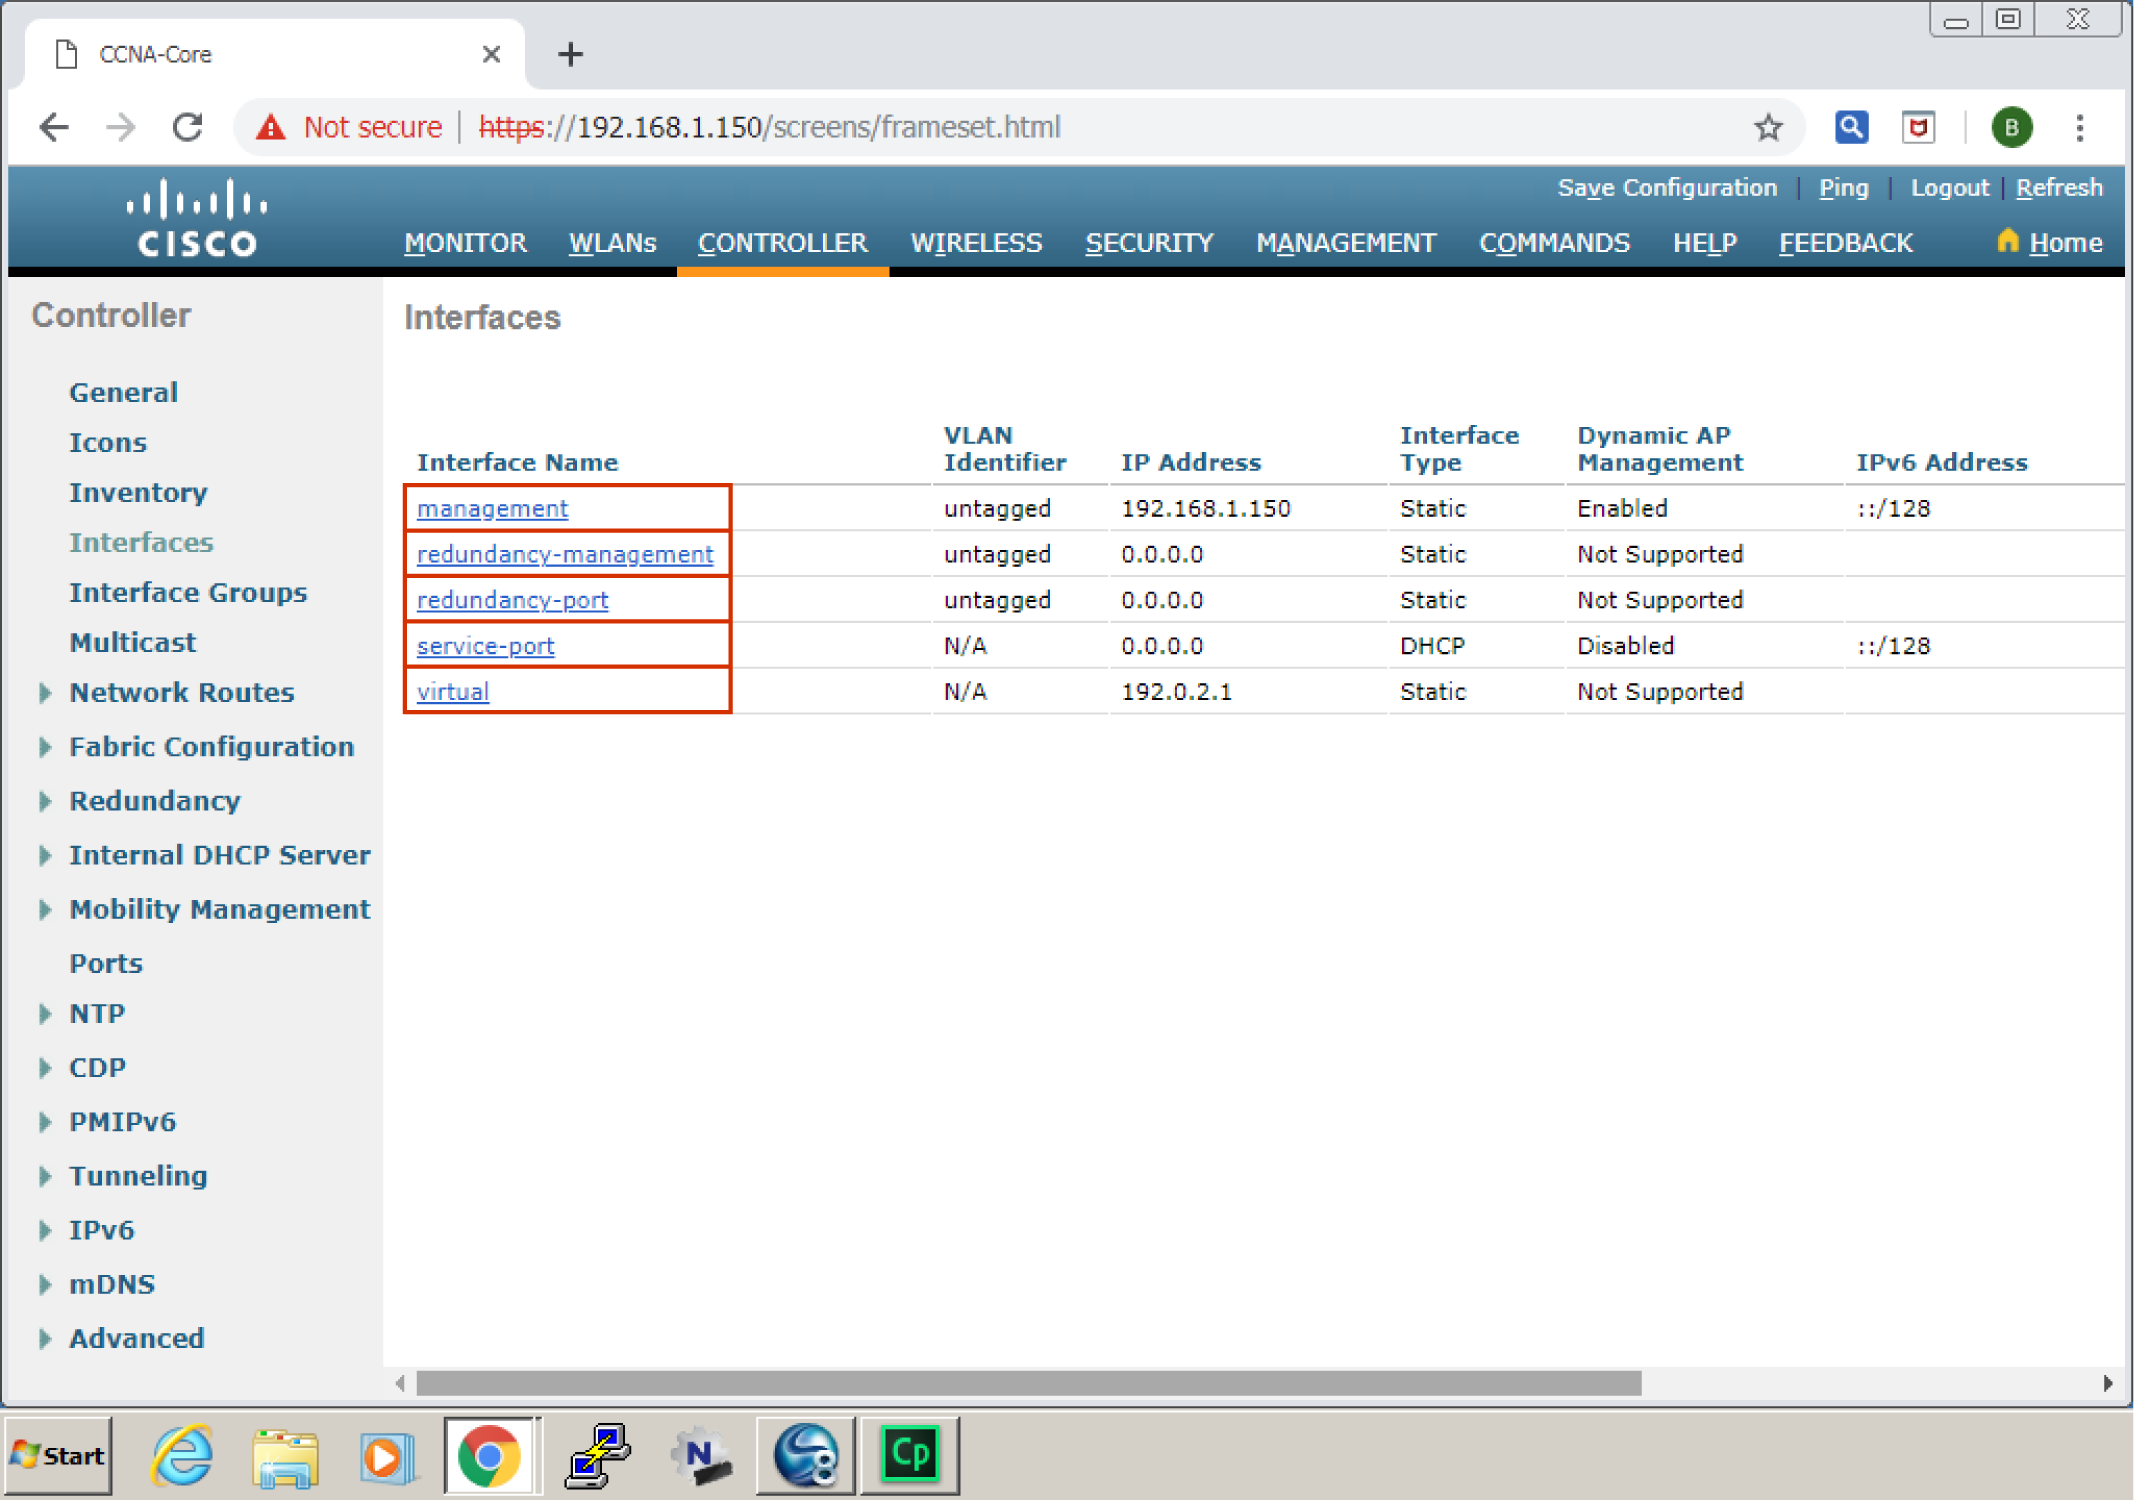 CCNA-Core
Not secure | https://192.168.1.150/screens/frameset.html
B
Save Configuration | Ping | Logout | Refresh
CISCO
MONITOR WLANs CONTROLLER WIRELESS SECURITY MANAGEMENT COMMANDS HELP FEEDBACK Home
Controller
General
Icons
Inventory
Interfaces
Interface Groups
Multicast
Network Routes
Fabric Configuration
Redundancy
Internal DHCP Server
Mobility Management
Ports
NTP
CDP
PMIPv6
Tunneling
IPv6
mDNS
Advanced
Interfaces
Interface Name VLAN Identifier IP Address Interface Type Dynamic AP Management IPv6 Address
management untagged 192.168.1.150 Static Enabled ::/128
redundancy-management untagged 0.0.0.0 Static Not Supported
redundancy-port untagged 0.0.0.0 Static Not Supported
service-port N/A 0.0.0.0 DHCP Disabled ::/128
virtual N/A 192.0.2.1 Static Not Supported
Start
N
8
Cp